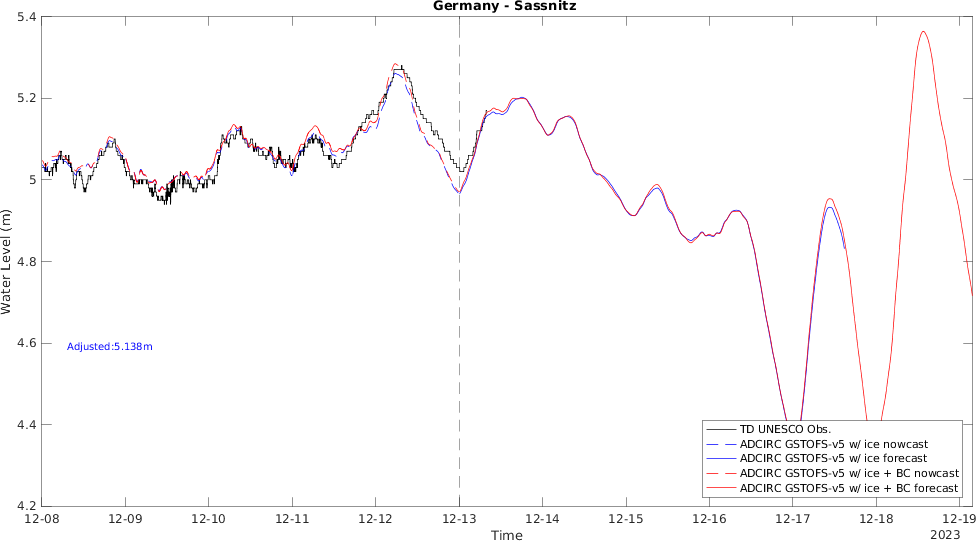 Germany - Sassnitz
5.4
5.2
5
4.8
4.6
4.4
4.2
Water Level (m)
Adjusted:5.138m
TD UNESCO Obs.
ADCIRC GSTOFS-v5 w/ ice nowcast
ADCIRC GSTOFS-v5 w/ ice forecast
ADCIRC GSTOFS-v5 w/ ice + BC nowcast
ADCIRC GSTOFS-v5 w/ ice + BC forecast
12-08 12-09 12-10 12-11 12-12 12-13 12-14 12-15 12-16 12-17 12-18 12-19
Time
2023